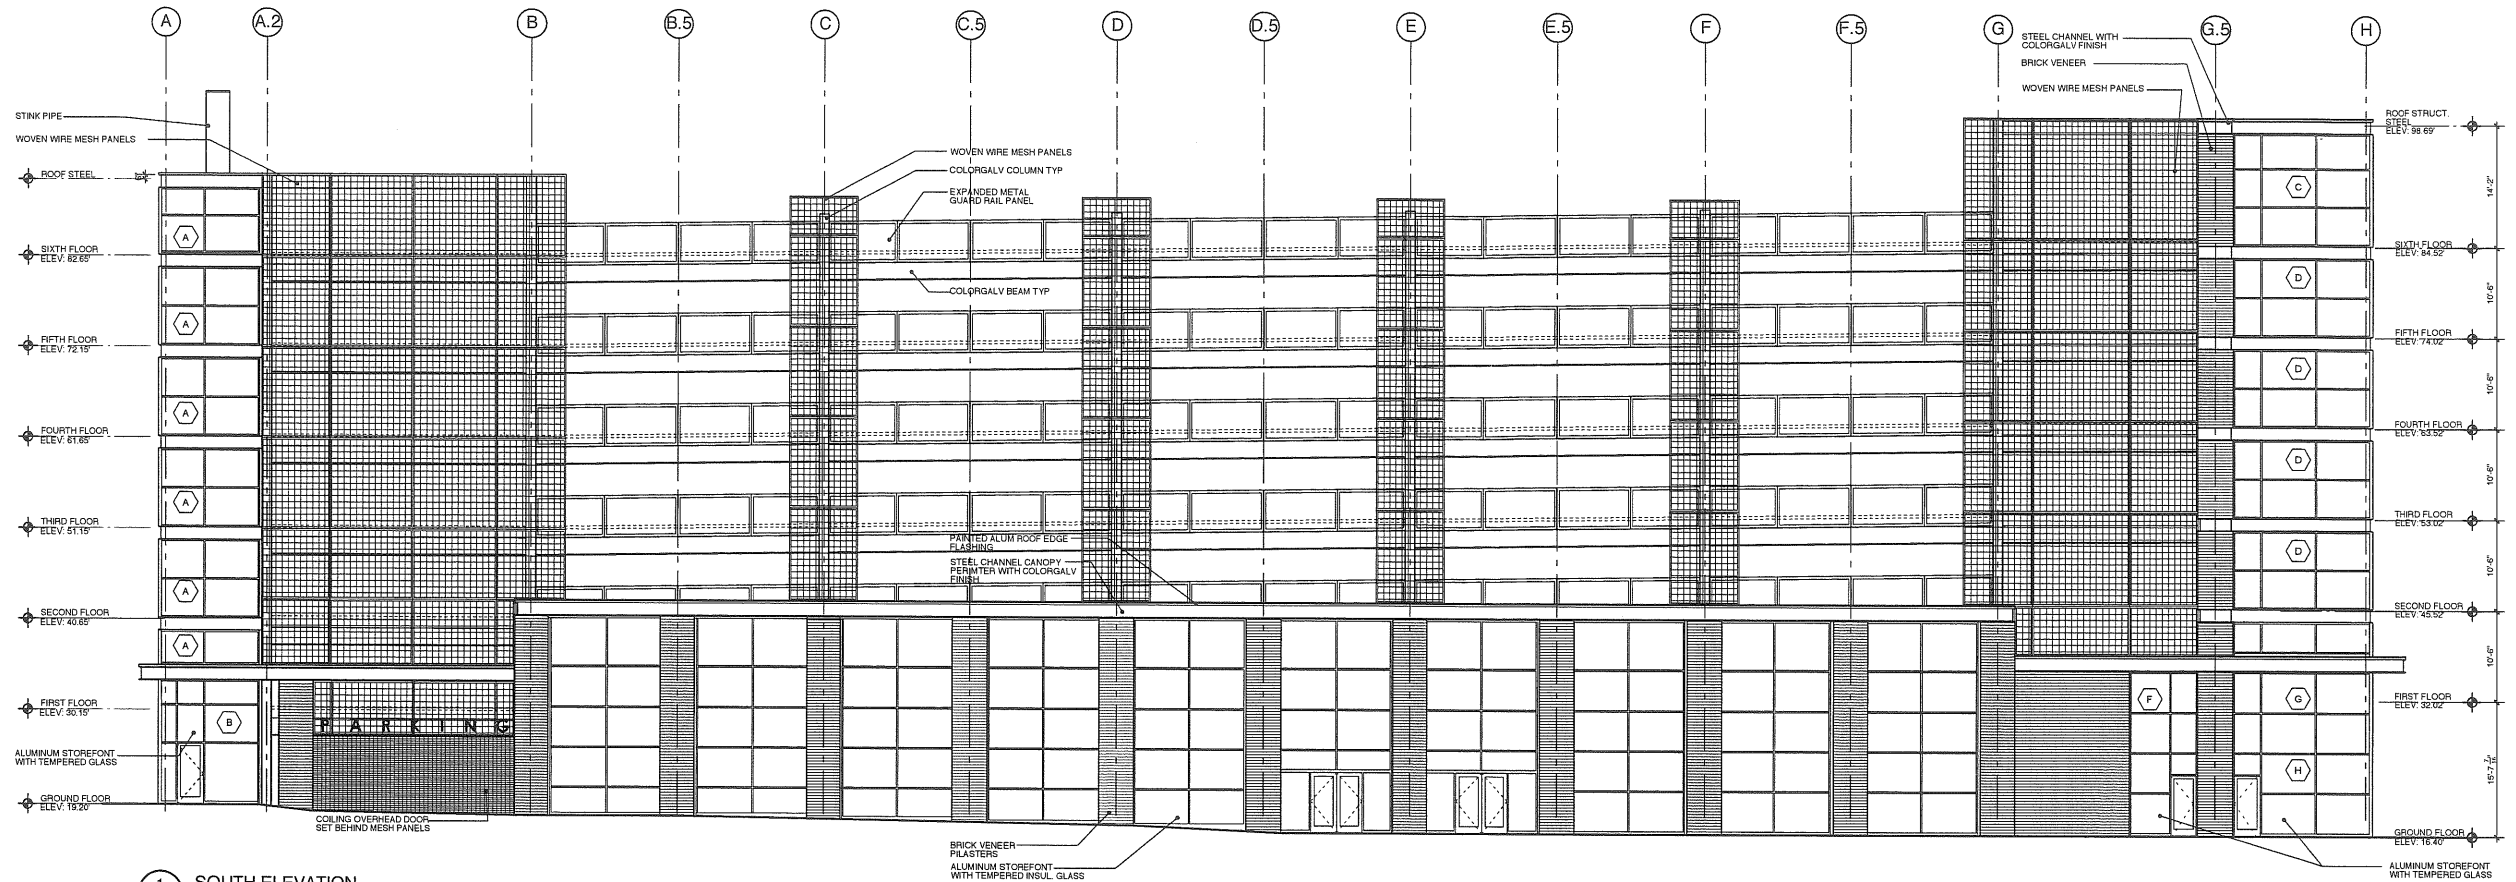 A
A.2
B
B.5
C
C.5
D
D.5
E
E.5
F
F.5
G
G.5
H
STEEL CHANNEL WITH
COLORGALV FINISH
BRICK VENEER
WOVEN WIRE MESH PANELS
STINK PIPE
WOVEN WIRE MESH PANELS
ROOF STEEL
SIXTH FLOOR
ELEV: 82.65'
FIFTH FLOOR
ELEV: 72.15'
FOURTH FLOOR
ELEV: 61.65'
THIRD FLOOR
ELEV: 51.15'
SECOND FLOOR
ELEV: 40.65'
FIRST FLOOR
ELEV: 30.15'
ALUMINUM STOREFONT
WITH TEMPERED GLASS
GROUND FLOOR
ELEV: 19.20'
A
A
A
A
A
A
B
PARKING
COILING OVERHEAD DOOR
SET BEHIND MESH PANELS
WOVEN WIRE MESH PANELS
COLORGALV COLUMN TYP
EXPANDED METAL
GUARD RAIL PANEL
COLORGALV BEAM TYP
PAINTED ALUM ROOF EDGE
FLASHING
STEEL CHANNEL CANOPY
PERIMTER WITH COLORGALV
FINISH
BRICK VENEER
PILASTERS
ALUMINUM STOREFONT
WITH TEMPERED INSUL. GLASS
C
D
D
D
D
F
G
H
ROOF STRUCT.
STEEL
ELEV: 98.69'
SIXTH FLOOR
ELEV: 84.52'
FIFTH FLOOR
ELEV: 74.02'
FOURTH FLOOR
ELEV: 63.52'
THIRD FLOOR
ELEV: 53.02'
SECOND FLOOR
ELEV: 45.52'
FIRST FLOOR
ELEV: 32.02'
GROUND FLOOR
ELEV: 16.40'
14'-2"
10'-6"
10'-6"
10'-6"
10'-6"
10'-6"
ALUMINUM STOREFONT
WITH TEMPERED GLASS
1
SOUTH ELEVATION